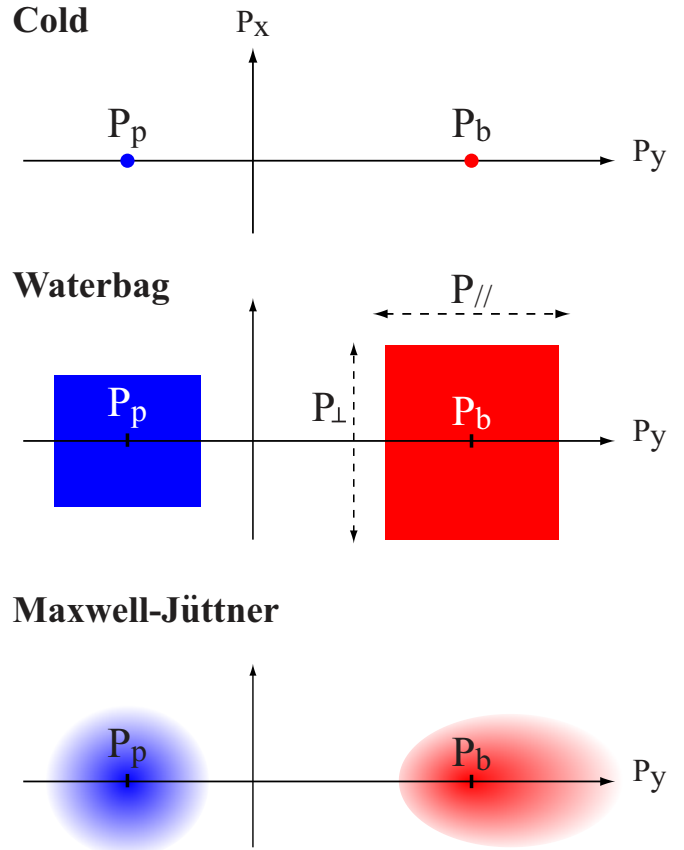 Cold
Px
Pp
Pb
Py
Waterbag
P//
Pp
P⊥
Pb
Py
Maxwell-Jüttner
Pp
Pb
Py